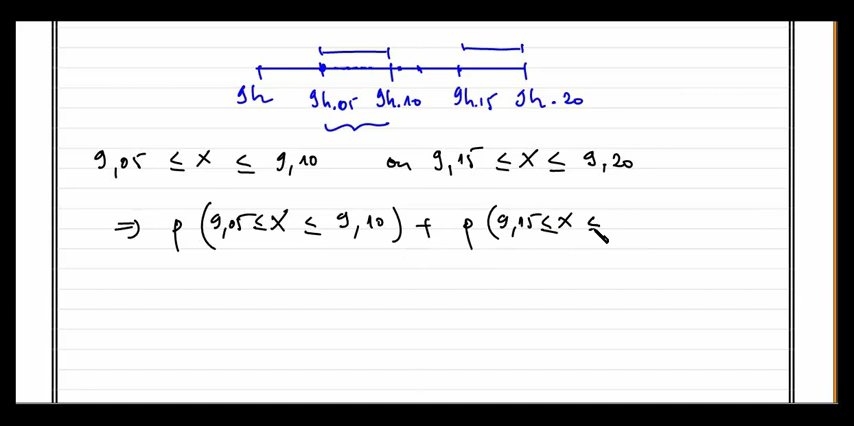 9h 9h.05 9h.10 9h.15 9h.20
9,05 ≤ X ≤ 9,10 ou 9,15 ≤ X ≤ 9,20
⇒ p (9,05 ≤ X ≤ 9,10) + p (9,15 ≤ X ≤